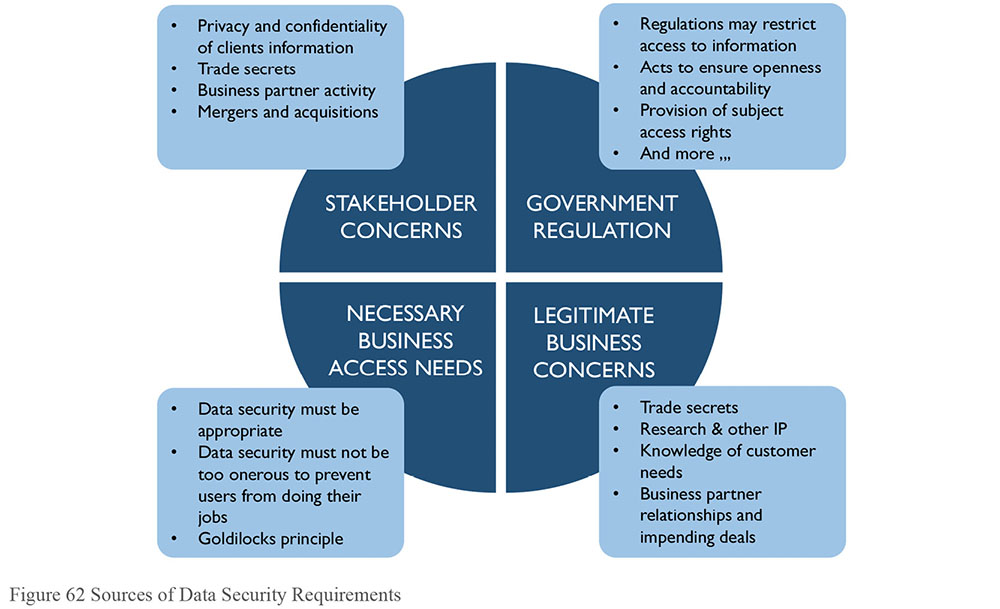 • Privacy and confidentiality
of clients information
• Trade secrets
• Business partner activity
• Mergers and acquisitions
• Regulations may restrict
access to information
• Acts to ensure openness
and accountability
• Provision of subject
access rights
• And more ,,,
STAKEHOLDER
CONCERNS
GOVERNMENT
REGULATION
NECESSARY
BUSINESS
ACCESS NEEDS
LEGITIMATE
BUSINESS
CONCERNS
• Data security must be
appropriate
• Data security must not be
too onerous to prevent
users from doing their
jobs
• Goldilocks principle
• Trade secrets
• Research & other IP
• Knowledge of customer
needs
• Business partner
relationships and
impending deals
Figure 62 Sources of Data Security Requirements